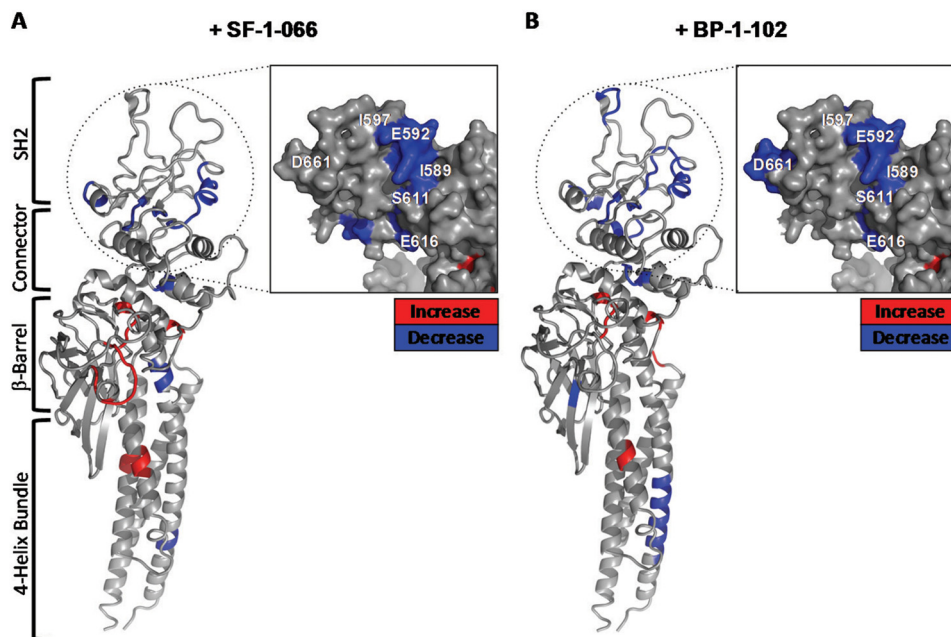 A
+ SF-1-066
SH2
Connector
β-Barrel
4-Helix Bundle
I597
E592
D661
I589
S611
E616
Increase
Decrease
B
+ BP-1-102
I597
E592
D661
I589
S611
E616
Increase
Decrease